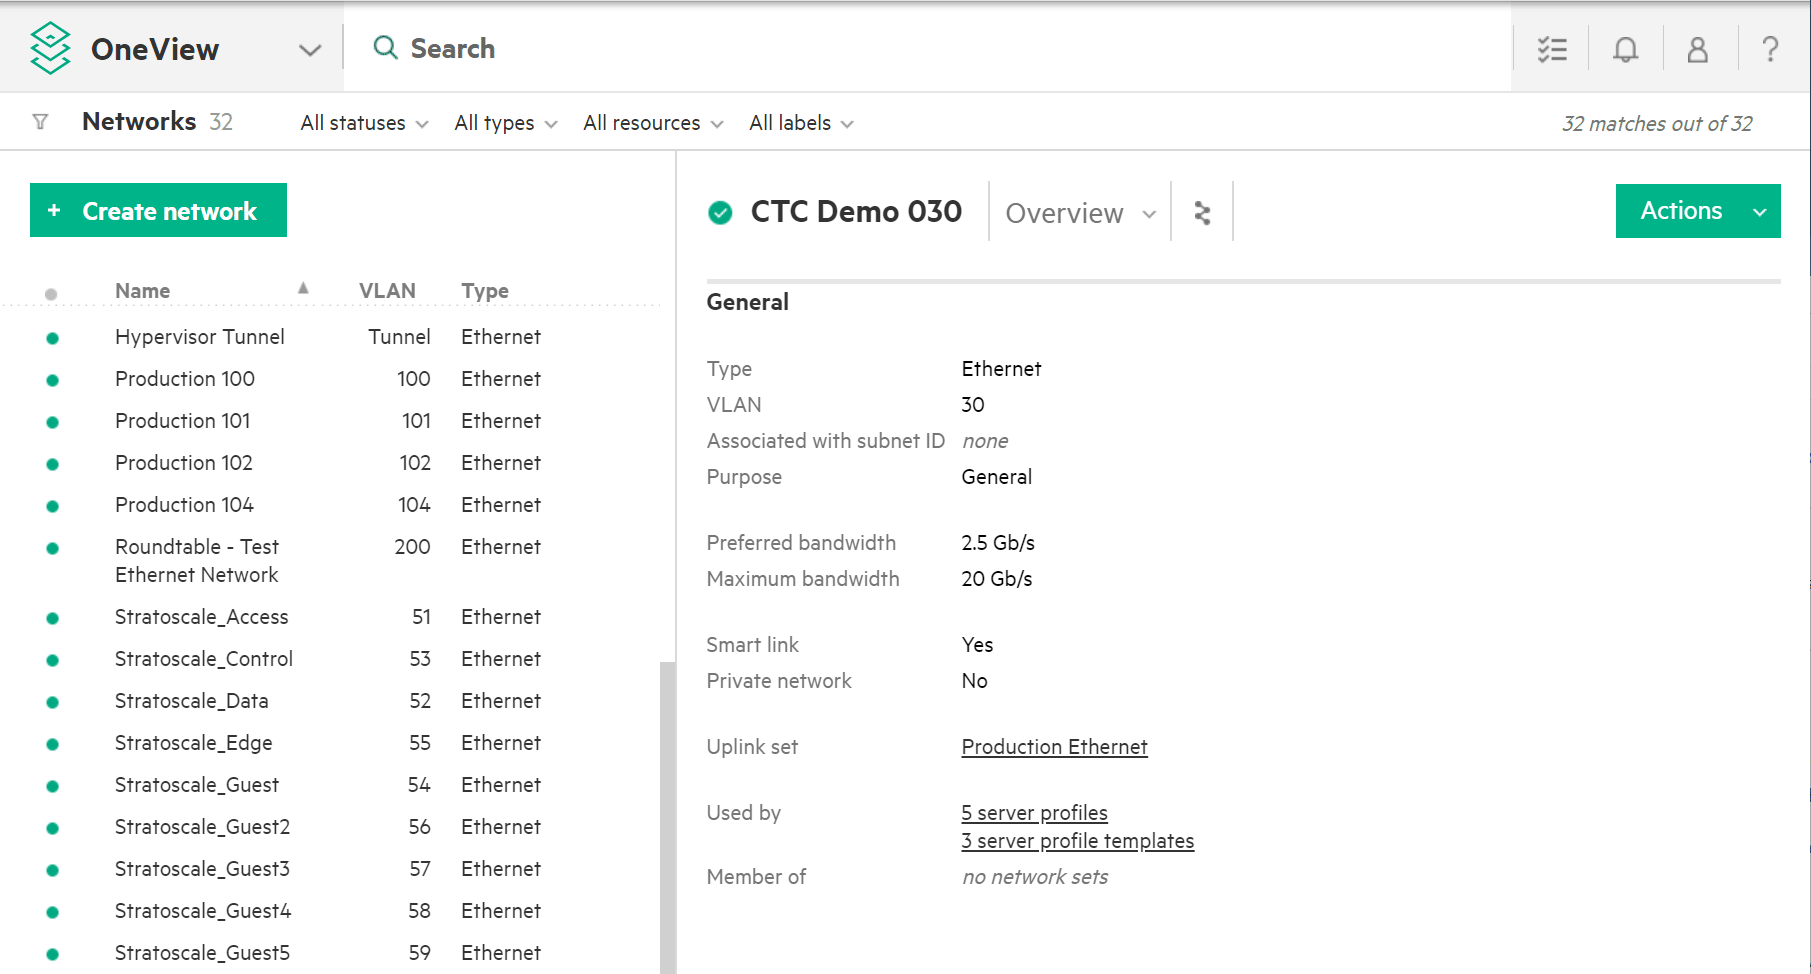 OneView
Search
?
Networks 32
All statuses
All types
All resources
All labels
32 matches out of 32
+ Create network
Name VLAN Type
Hypervisor Tunnel Tunnel Ethernet
Production 100 100 Ethernet
Production 101 101 Ethernet
Production 102 102 Ethernet
Production 104 104 Ethernet
Roundtable - Test 200 Ethernet
Ethernet Network
Stratoscale_Access 51 Ethernet
Stratoscale_Control 53 Ethernet
Stratoscale_Data 52 Ethernet
Stratoscale_Edge 55 Ethernet
Stratoscale_Guest 54 Ethernet
Stratoscale_Guest2 56 Ethernet
Stratoscale_Guest3 57 Ethernet
Stratoscale_Guest4 58 Ethernet
Stratoscale_Guest5 59 Ethernet
CTC Demo 030
Overview
Actions
General
Type Ethernet
VLAN 30
Associated with subnet ID none
Purpose General
Preferred bandwidth 2.5 Gb/s
Maximum bandwidth 20 Gb/s
Smart link Yes
Private network No
Uplink set Production Ethernet
Used by 5 server profiles
3 server profile templates
Member of no network sets